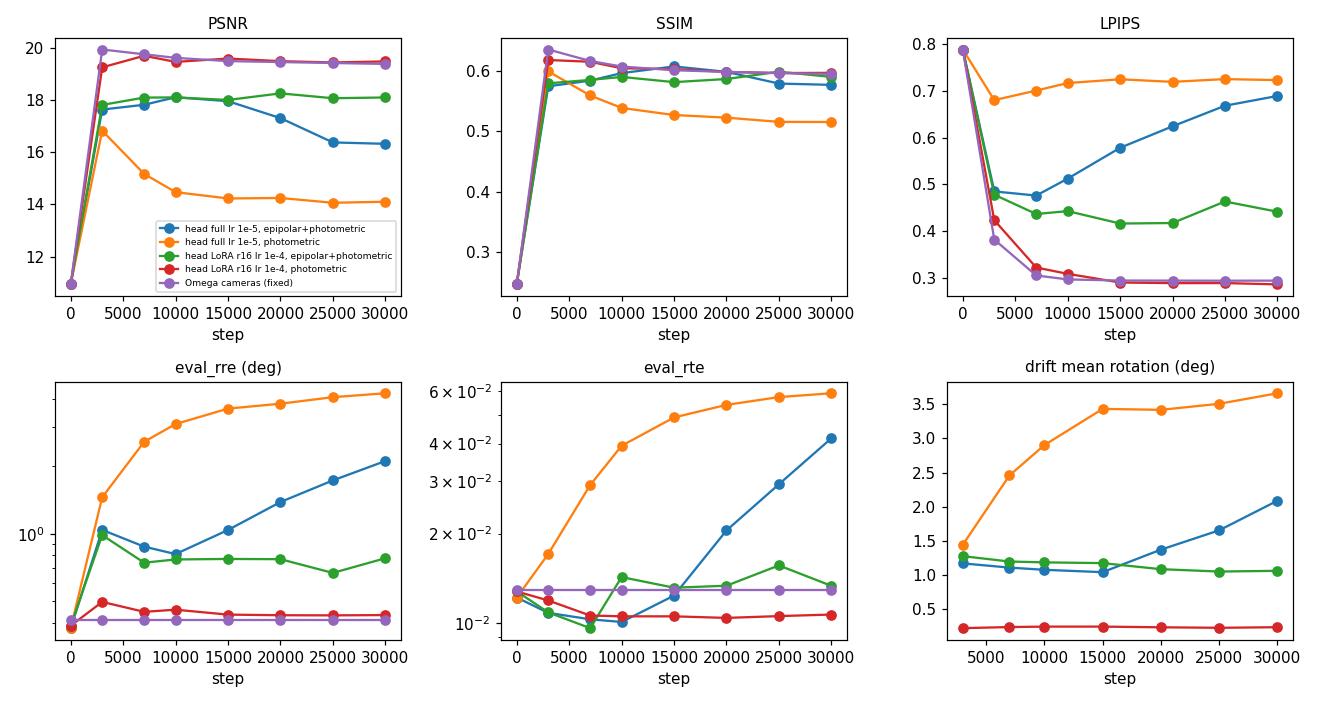 PSNR
20
18
16
14
12
head full lr 1e-5, epipolar+photometric
head full lr 1e-5, photometric
head LoRA r16 lr 1e-4, epipolar+photometric
head LoRA r16 lr 1e-4, photometric
Omega cameras (fixed)
0 5000 10000 15000 20000 25000 30000
step
SSIM
0.6
0.5
0.4
0.3
0 5000 10000 15000 20000 25000 30000
step
LPIPS
0.8
0.7
0.6
0.5
0.4
0.3
0 5000 10000 15000 20000 25000 30000
step
eval_rre (deg)
10⁰
0 5000 10000 15000 20000 25000 30000
step
eval_rte
6 × 10⁻²
4 × 10⁻²
3 × 10⁻²
2 × 10⁻²
10⁻²
0 5000 10000 15000 20000 25000 30000
step
drift mean rotation (deg)
3.5
3.0
2.5
2.0
1.5
1.0
0.5
5000 10000 15000 20000 25000 30000
step